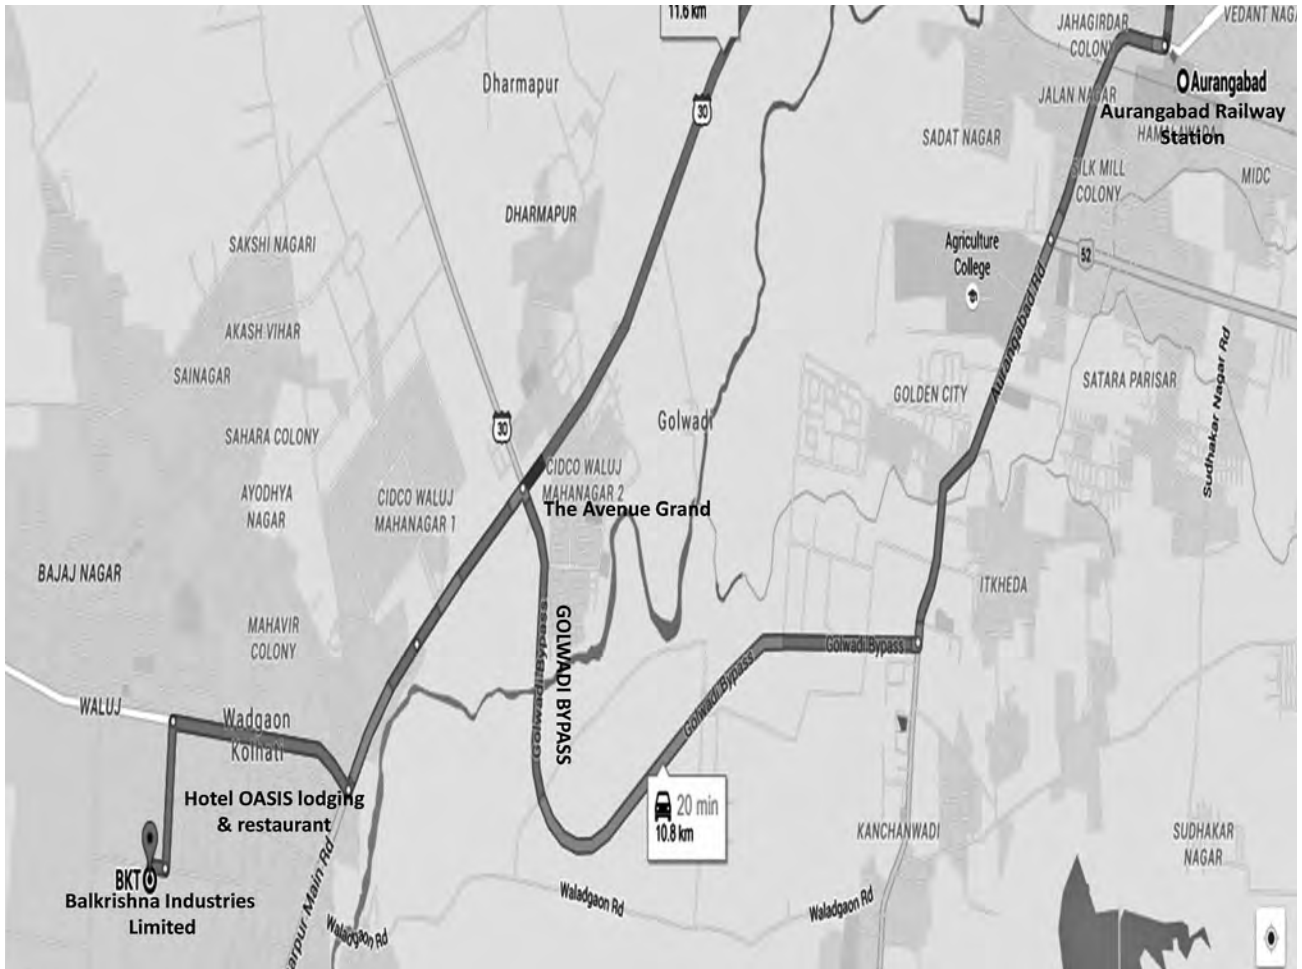 11.6 km
JAHAGIRDAR
COLONY
VEDANT NAGA
Dharmapur
30
Aurangabad
JALAN NAGAR
Aurangabad Railway
Station
SADAT NAGAR
SILK MILL
COLONY
MIDC
DHARMAPUR
SAKSHI NAGARI
Agriculture
College
52
AKASH VIHAR
Aurangabad Rd
SAINAGAR
SATARA PARISAR
GOLDEN CITY
Sudhakar Nagar Rd
Golwadi
30
SAHARA COLONY
CIDCO WALUJ
MAHANAGAR 2
AYODHYA
NAGAR
CIDCO WALUJ
MAHANAGAR 1
The Avenue Grand
BAJAJ NAGAR
ITKHEDA
MAHAVIR
COLONY
Golwadi Bypass
GOLWADI BYPASS
Golwadi Bypass
Golwadi Bypass
WALUJ
Wadgaon
Kolhati
Hotel OASIS lodging
& restaurant
20 min
10.8 km
KANCHANWADI
SUDHAKAR
NAGAR
BKT
Balkrishna Industries
Limited
arpur Main Rd
Waladgaon Rd
Waladgaon Rd
Waladgaon Rd